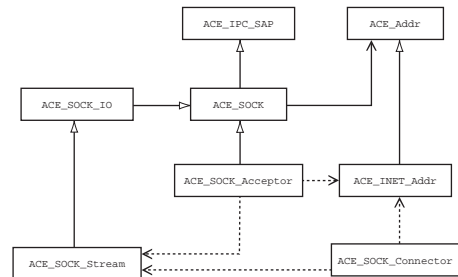 ACE_IPC_SAP
ACE_Addr
ACE_SOCK_IO
ACE_SOCK
ACE_SOCK_Acceptor
ACE_INET_Addr
ACE_SOCK_Stream
ACE_SOCK_Connector